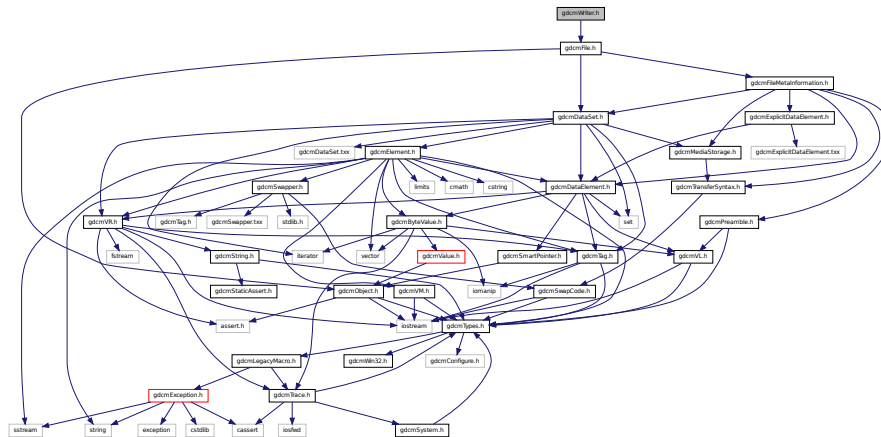 gdcmWriter.h
gdcmFile.h
gdcmFileMetaInformation.h
gdcmDataSet.h
gdcmExplicitDataElement.h
gdcmDataSet.txx
gdcmElement.h
gdcmMediaStorage.h
gdcmExplicitDataElement.txx
gdcmSwapper.h
limits
cmath
cstring
gdcmDataElement.h
gdcmTransferSyntax.h
gdcmVR.h
gdcmTag.h
gdcmSwapper.txx
stdlib.h
gdcmByteValue.h
set
gdcmPreamble.h
fstream
gdcmString.h
iterator
vector
gdcmValue.h
gdcmSmartPointer.h
gdcmTag.h
gdcmVL.h
gdcmStaticAssert.h
gdcmObject.h
gdcmVM.h
iomanip
gdcmSwapCode.h
assert.h
iostream
gdcmTypes.h
gdcmLegacyMacro.h
gdcmWin32.h
gdcmConfigure.h
gdcmException.h
gdcmTrace.h
sstream
string
exception
cstdlib
cassert
iosfwd
gdcmSystem.h